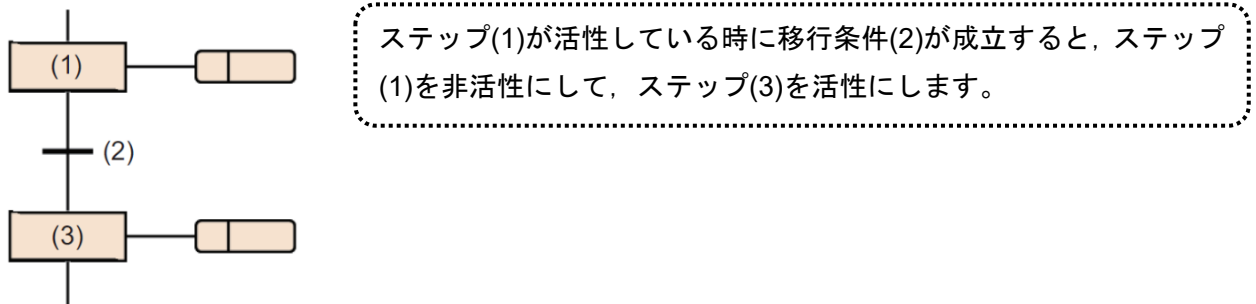 (1)
ステップ(1)が活性している時に移行条件(2)が成立すると，ステップ
(1)を非活性にして，ステップ(3)を活性にします。
(2)
(3)